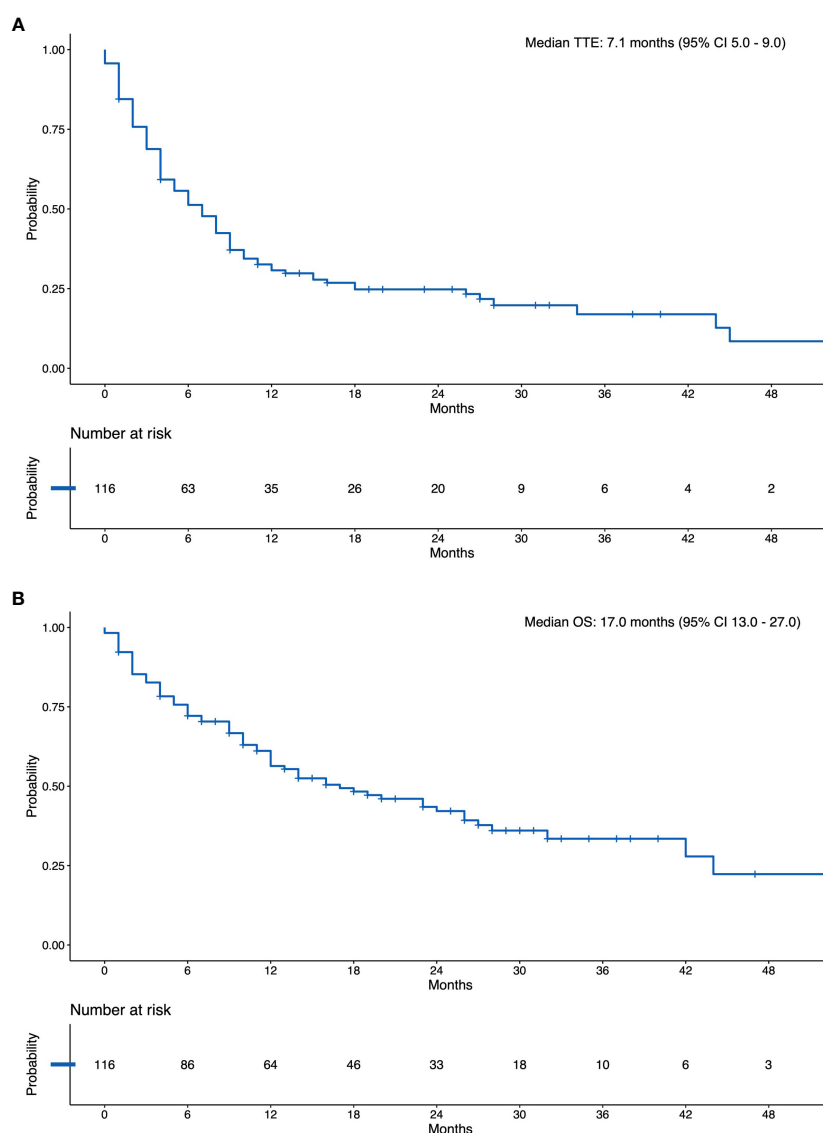 A
Median TTE: 7.1 months (95% CI 5.0 - 9.0)
1.00
0.75
0.50
0.25
0.00
Probability
0 6 12 18 24 30 36 42 48
Months
Number at risk
Probability
116 63 35 26 20 9 6 4 2
0 6 12 18 24 30 36 42 48
Months
B
Median OS: 17.0 months (95% CI 13.0 - 27.0)
1.00
0.75
0.50
0.25
0.00
Probability
0 6 12 18 24 30 36 42 48
Months
Number at risk
Probability
116 86 64 46 33 18 10 6 3
0 6 12 18 24 30 36 42 48
Months